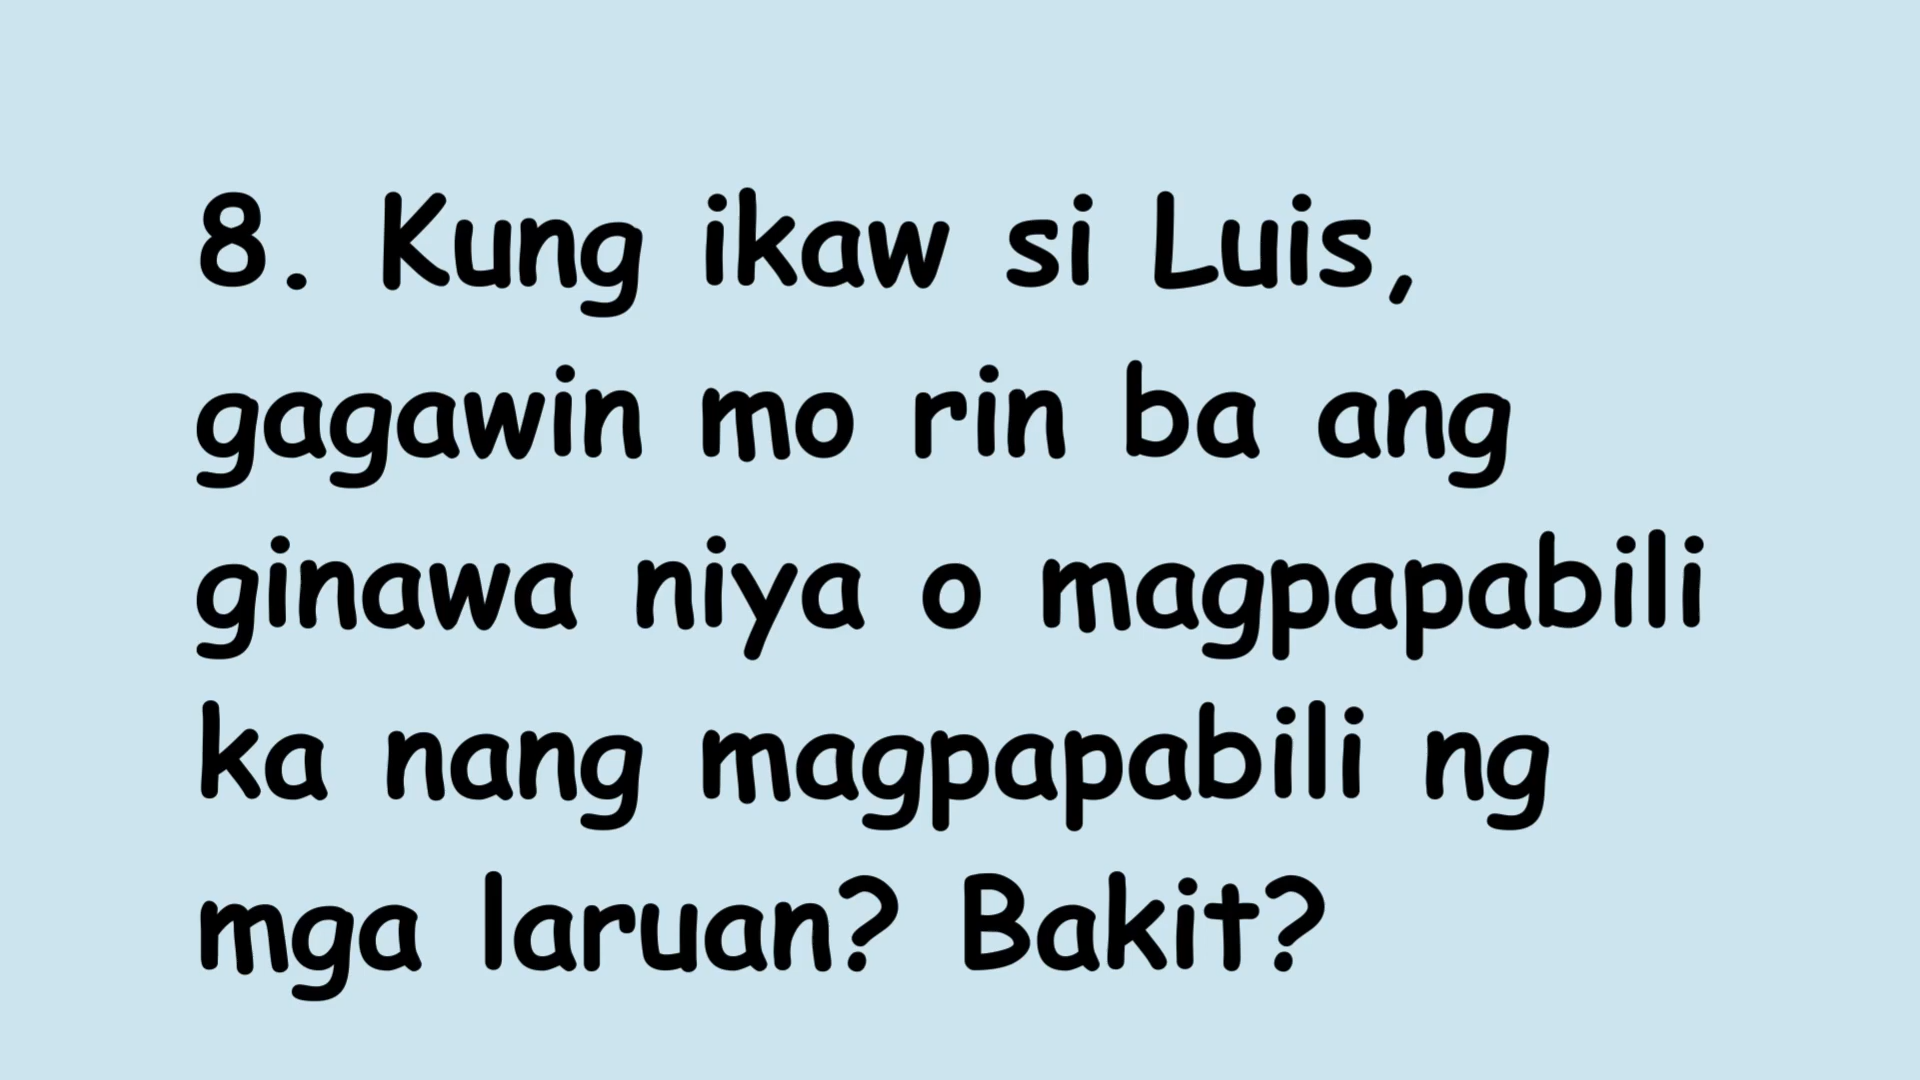 8. Kung ikaw si Luis,
gagawin mo rin ba ang
ginawa niya o magpapabili
ka nang magpapabili ng
mga laruan? Bakit?